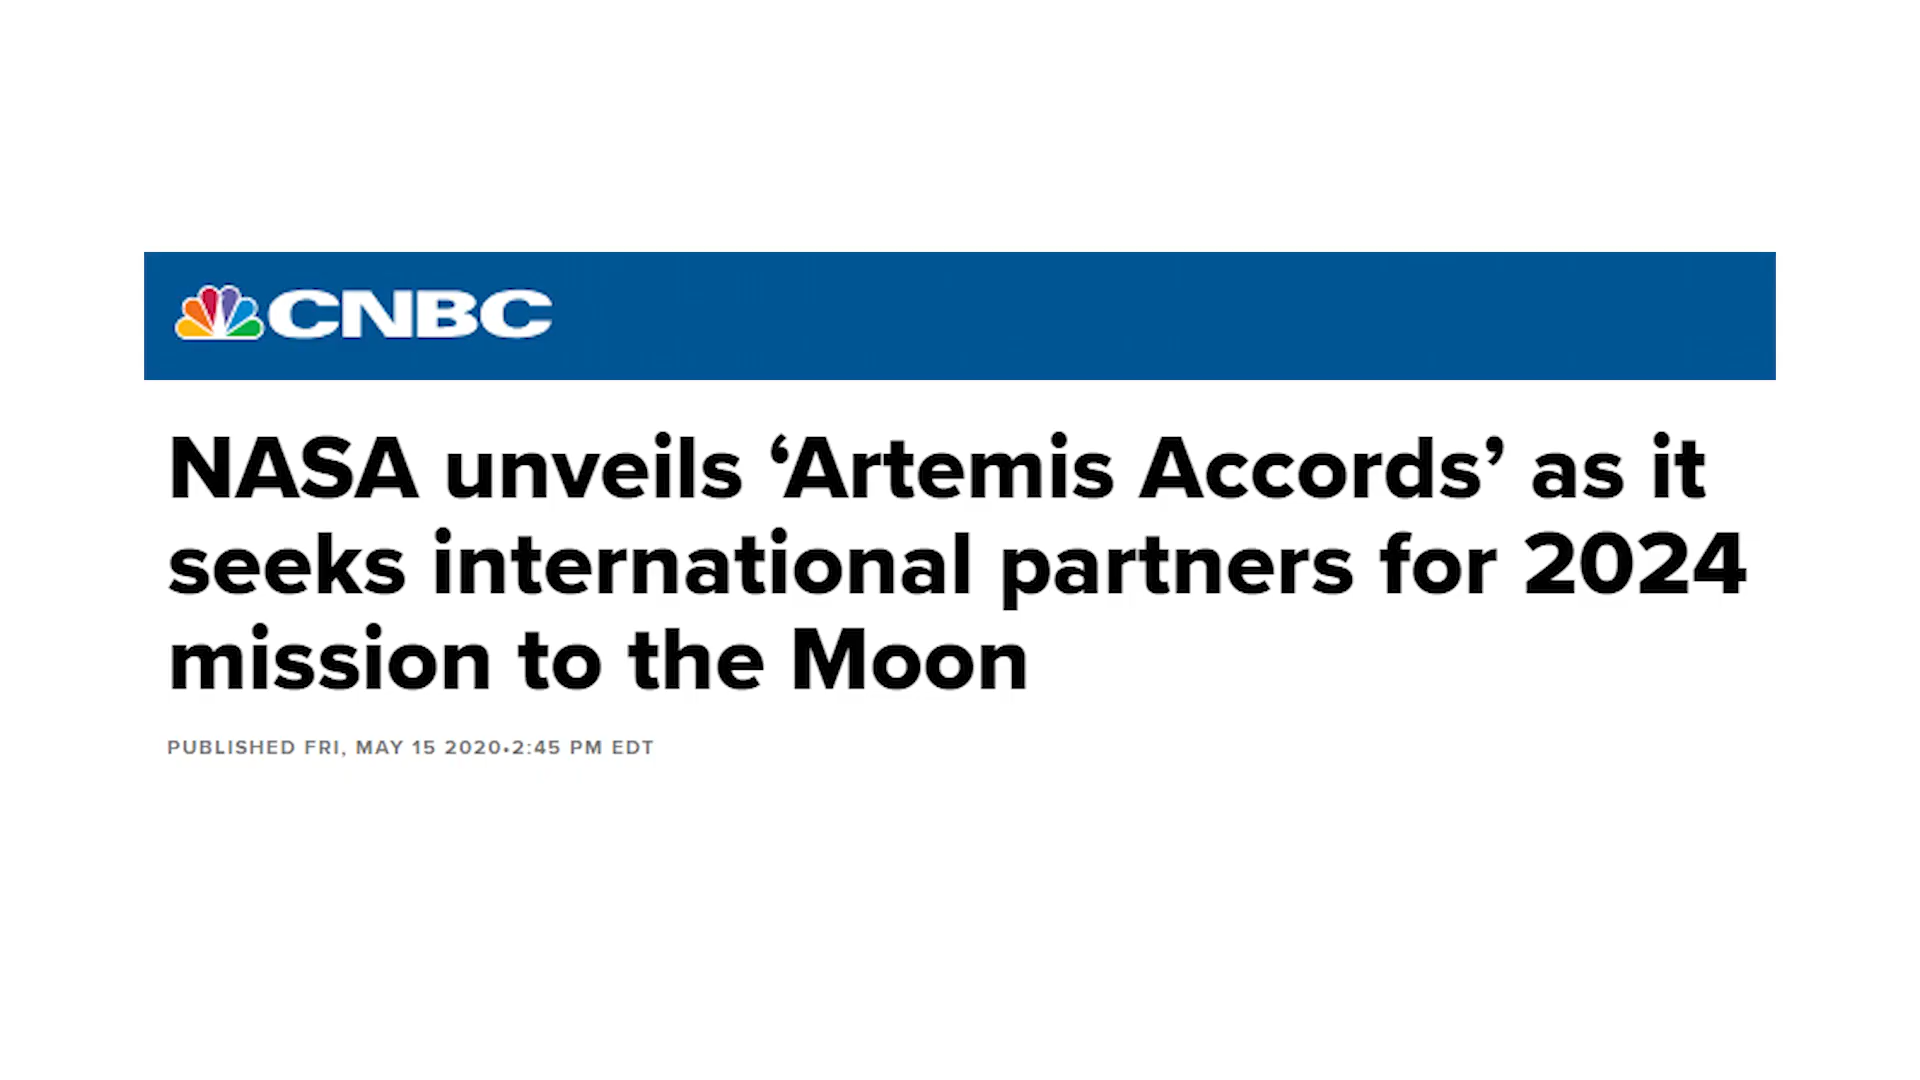 CNBC
NASA unveils ‘Artemis Accords’ as it
seeks international partners for 2024
mission to the Moon
PUBLISHED FRI, MAY 15 2020•2:45 PM EDT